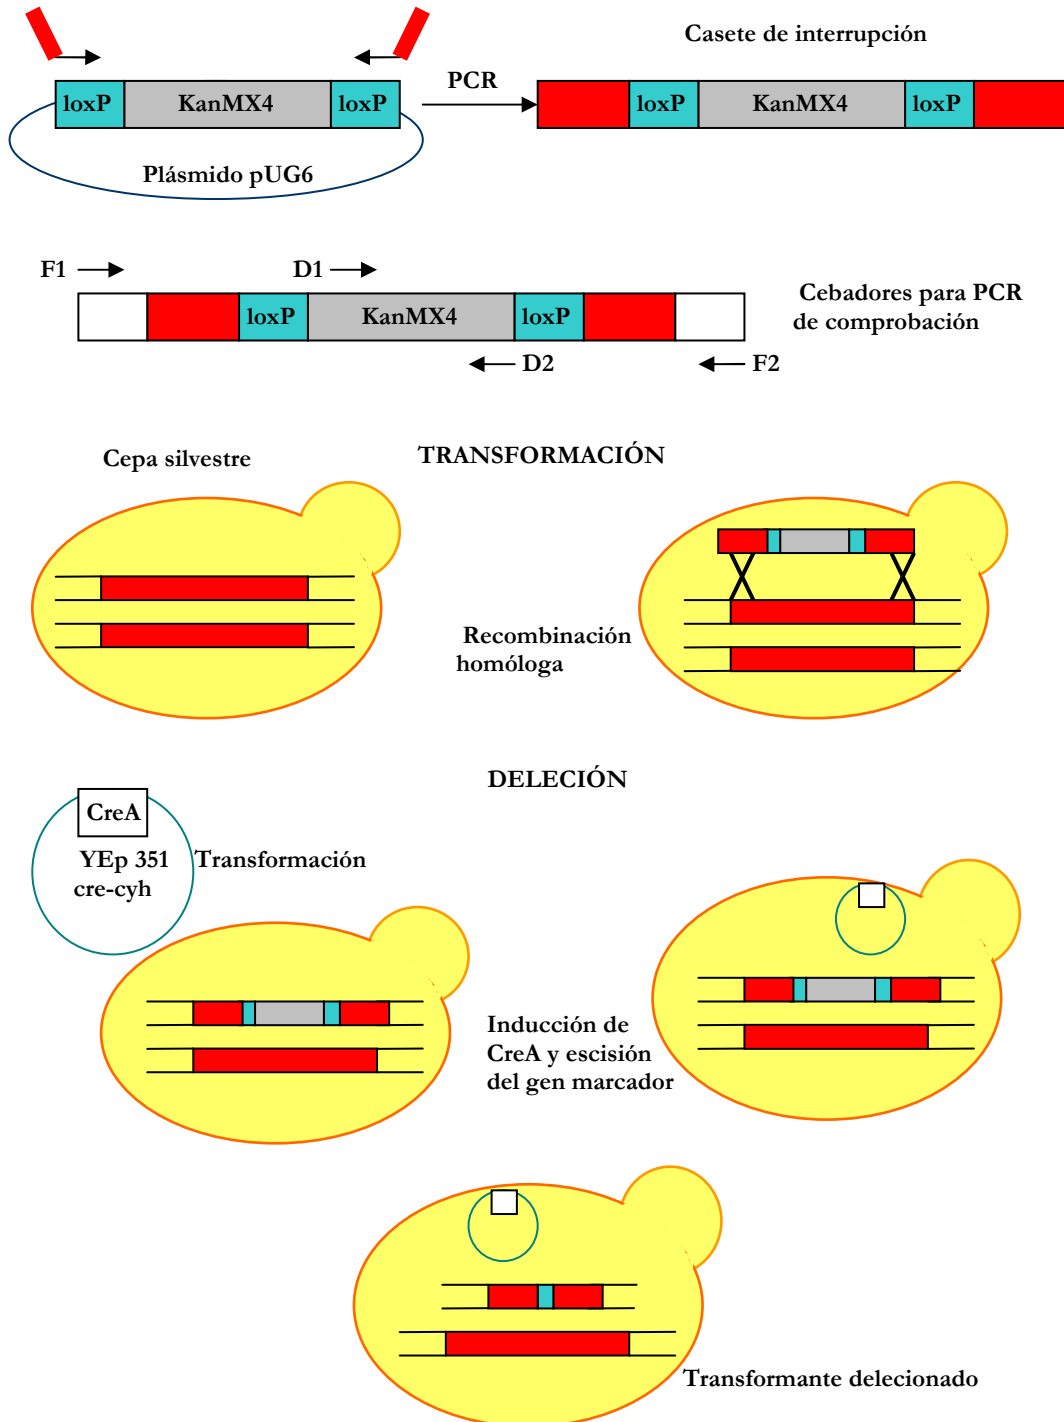 Casete de interrupción
PCR
loxP KanMX4 loxP
loxP KanMX4 loxP
Plásmido pUG6
F1 D1
loxP KanMX4 loxP
Cebadores para PCR
de comprobación
D2 F2
Cepa silvestre
TRANSFORMACIÓN
Recombinación
homóloga
DELECIÓN
CreA
YEp 351
cre-cyh
Transformación
Inducción de
CreA y escisión
del gen marcador
Transformante delecionado